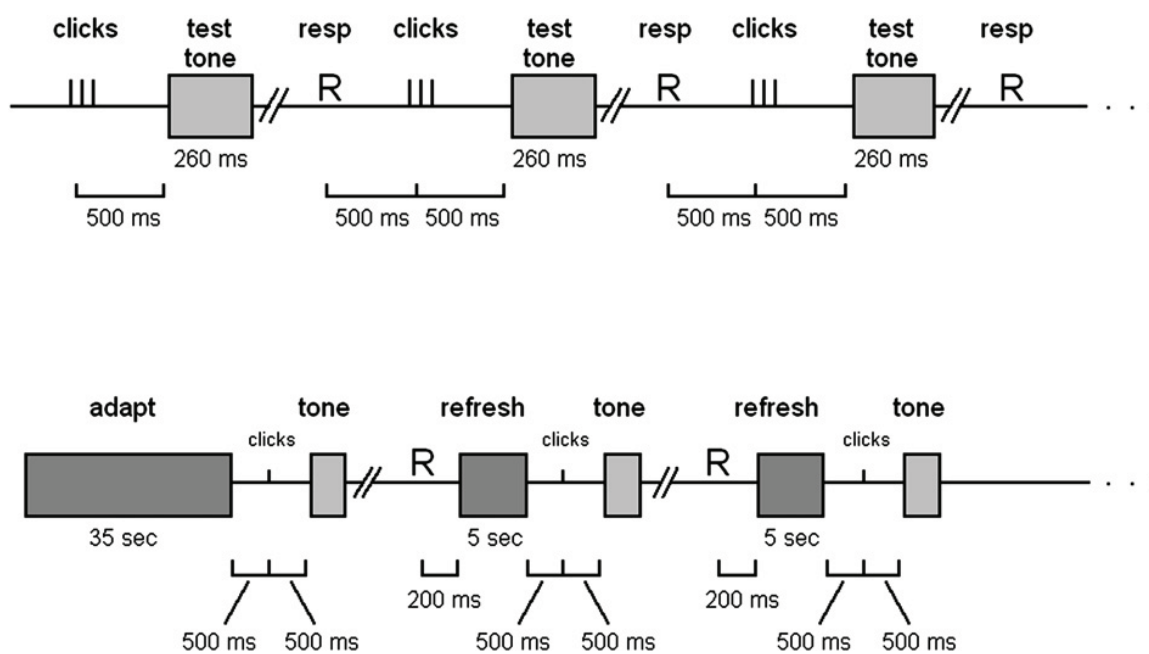 clicks test tone resp clicks test tone resp clicks test tone resp
R R R . .
260 ms 260 ms 260 ms
500 ms 500 ms 500 ms 500 ms 500 ms
adapt tone refresh tone refresh tone
clicks clicks clicks
R R . .
35 sec 5 sec 5 sec
200 ms 200 ms
500 ms 500 ms 500 ms 500 ms 500 ms 500 ms